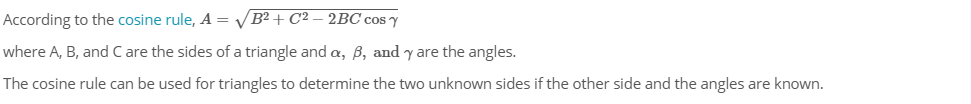 According to the cosine rule, A = √(B² + C² – 2BC cos γ)
where A, B, and C are the sides of a triangle and α, β, and γ are the angles.
The cosine rule can be used for triangles to determine the two unknown sides if the other side and the angles are known.